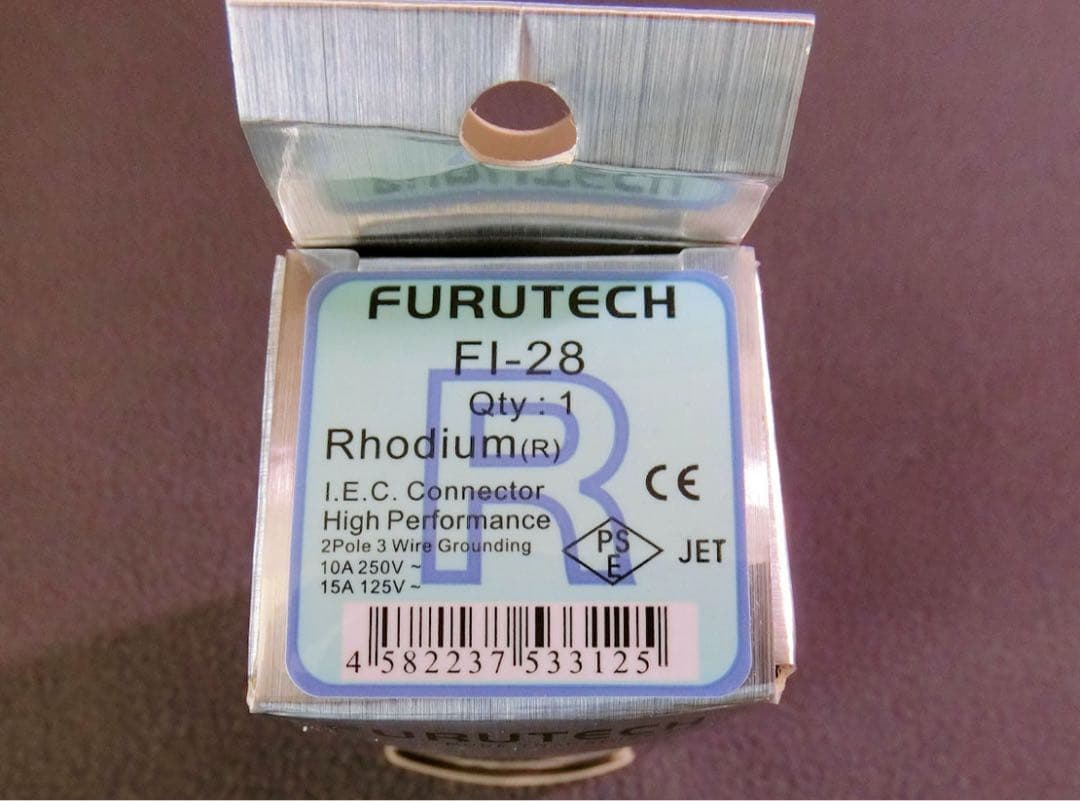 FURUTECH
FI-28
Qty : 1
Rhodium(R)
I.E.C. Connector
High Performance
2Pole 3 Wire Grounding
10A 250V ~
15A 125V ~
R
CE
PS
E
JET
4 582237 533125
FURUTECH